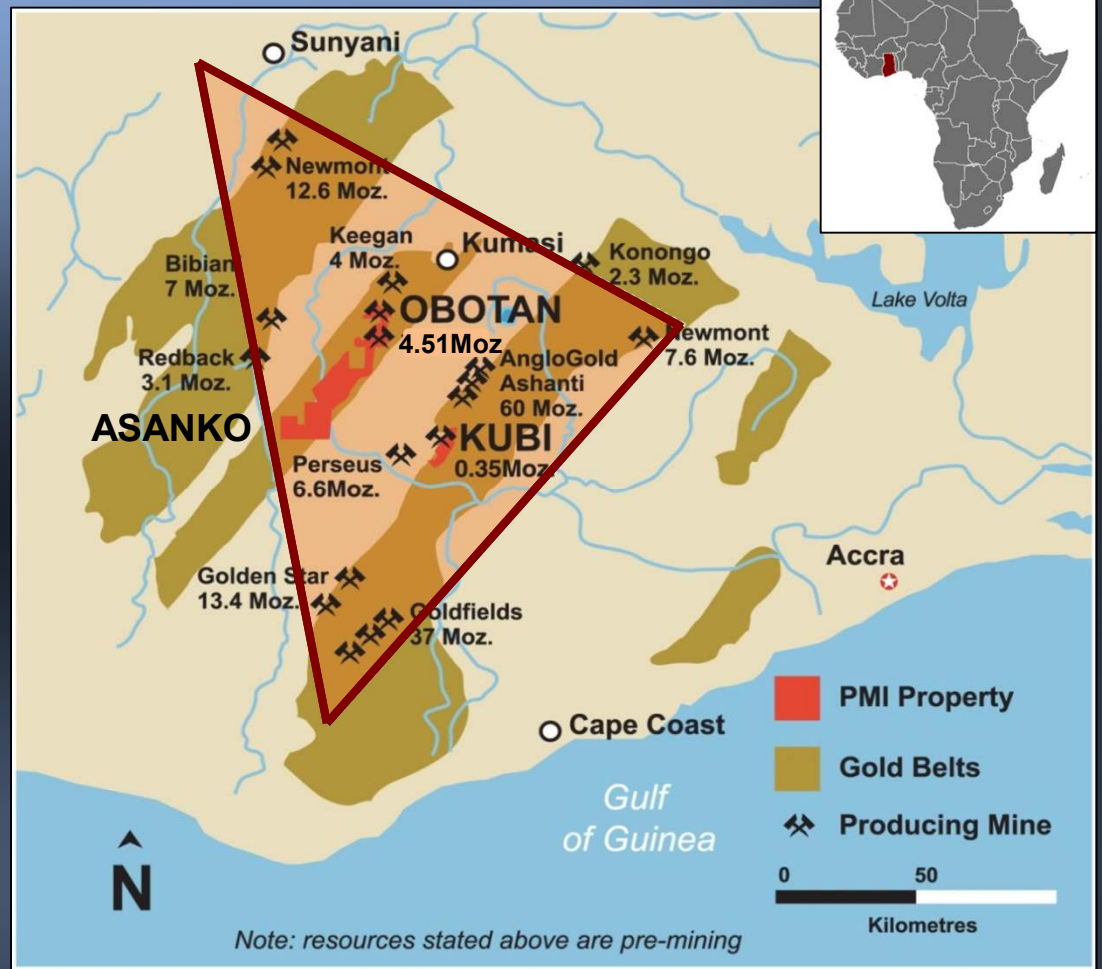 Sunyani
Newmont
12.6 Moz.
Keegan
4 Moz.
Kumasi
Konongo
2.3 Moz.
Bibiani
7 Moz.
OBOTAN
4.51Moz
Lake Volta
Newmont
7.6 Moz.
Redback
3.1 Moz.
AngloGold
Ashanti
60 Moz.
ASANKO
KUBI
0.35Moz.
Perseus
6.6Moz.
Golden Star
13.4 Moz.
Goldfields
37 Moz.
Accra
Cape Coast
Gulf
of Guinea
PMI Property
Gold Belts
Producing Mine
0 50
Kilometres
N
Note: resources stated above are pre-mining